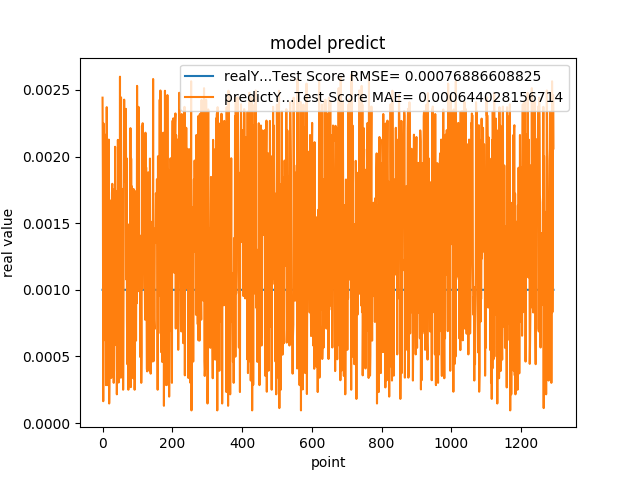 model predict
realY...Test Score RMSE= 0.00076886608825
predictY...Test Score MAE= 0.000644028156714
real value
0.0025
0.0020
0.0015
0.0010
0.0005
0.0000
0 200 400 600 800 1000 1200
point